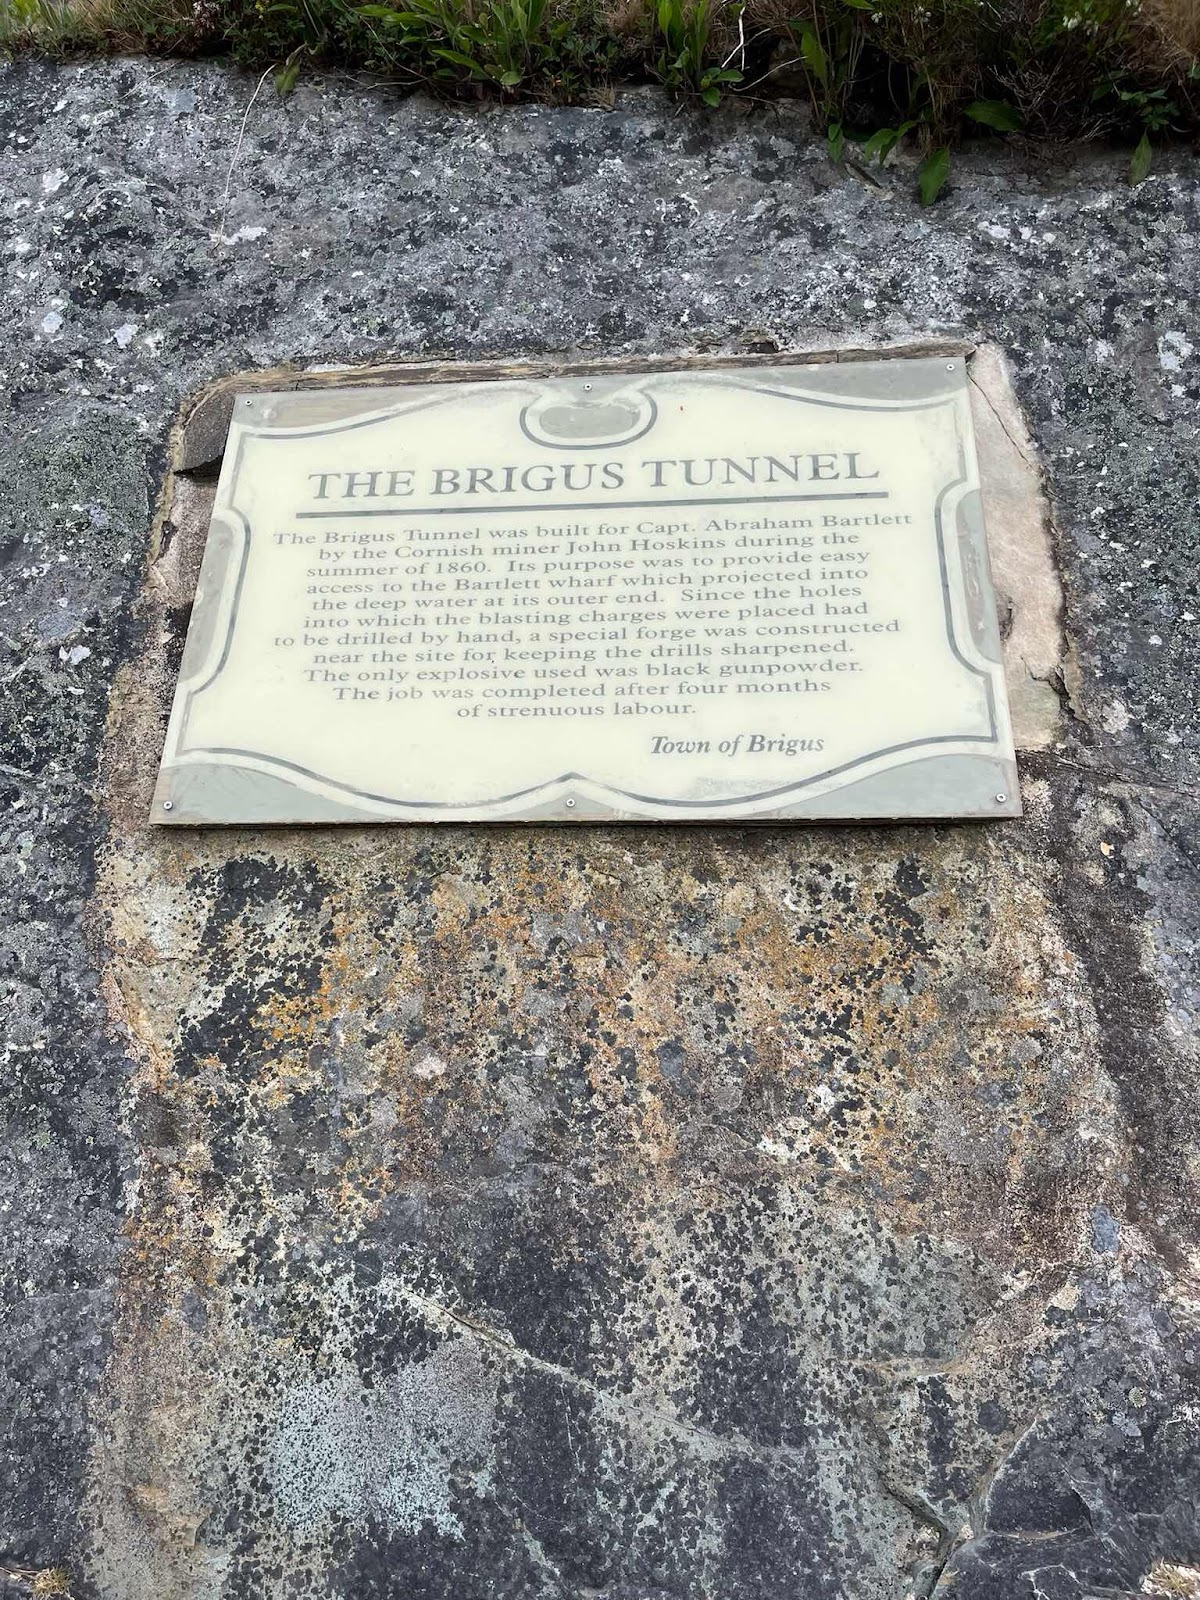 THE BRIGUS TUNNEL
The Brigus Tunnel was built for Capt. Abraham Bartlett
by the Cornish miner John Hoskins during the
summer of 1860. Its purpose was to provide easy
access to the Bartlett wharf which projected into
the deep water at its outer end. Since the holes
into which the blasting charges were placed had
to be drilled by hand, a special forge was constructed
near the site for keeping the drills sharpened.
The only explosive used was black gunpowder.
The job was completed after four months
of strenuous labour.
Town of Brigus